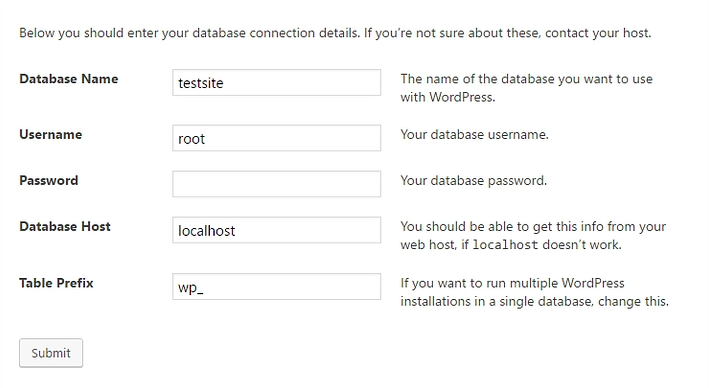 Below you should enter your database connection details. If you’re not sure about these, contact your host.
Database Name
testsite
The name of the database you want to use
with WordPress.
Username
root
Your database username.
Password
Your database password.
Database Host
localhost
You should be able to get this info from your
web host, if localhost doesn’t work.
Table Prefix
wp_
If you want to run multiple WordPress
installations in a single database, change this.
Submit